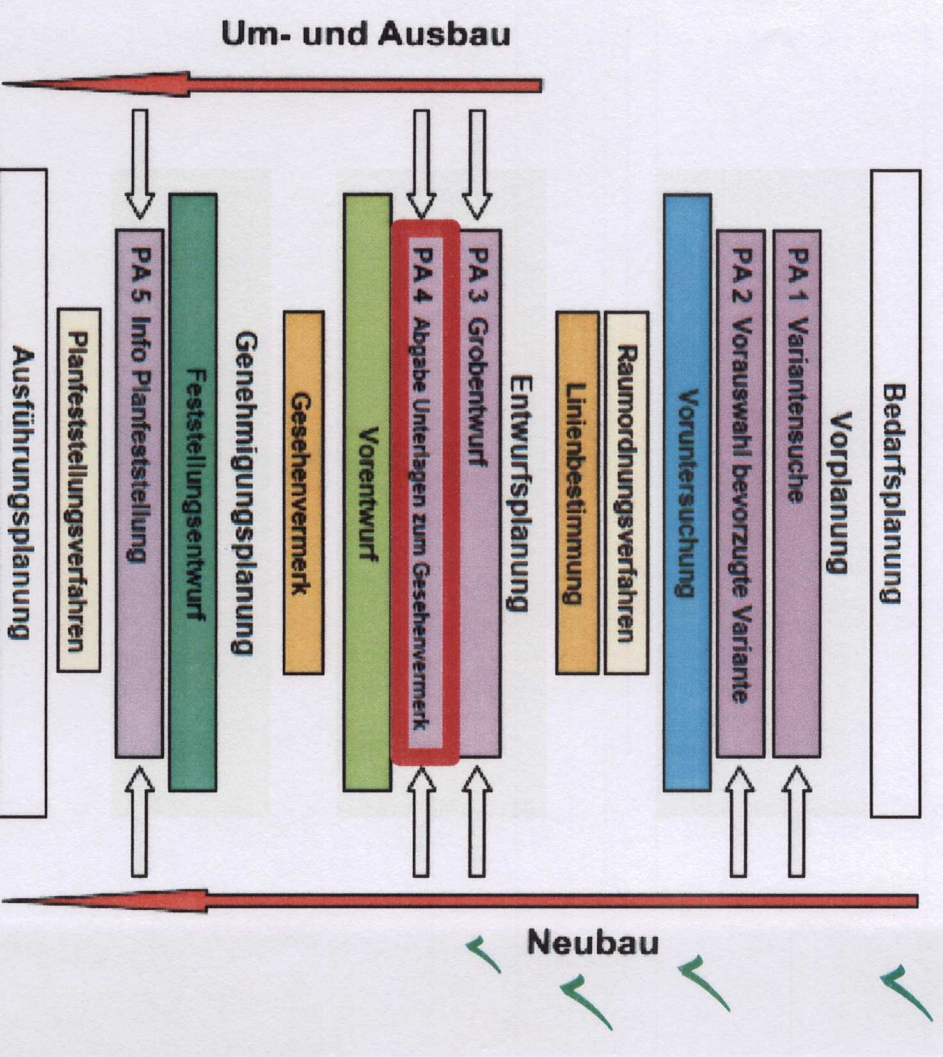 Um- und Ausbau
Bedarfsplanung
Vorplanung
PA 1 Variantensuche
PA 2 Vorauswahl bevorzugte Variante
Voruntersuchung
Raumordnungsverfahren
Linienbestimmung
Entwurfsplanung
PA 3 Grobentwurf
PA 4 Abgabe Unterlagen zum Gesehenvermerk
Vorentwurf
Gesehenvermerk
Genehmigungsplanung
Feststellungsentwurf
PA 5 Info Planfeststellung
Planfeststellungsverfahren
Ausführungsplanung
Neubau